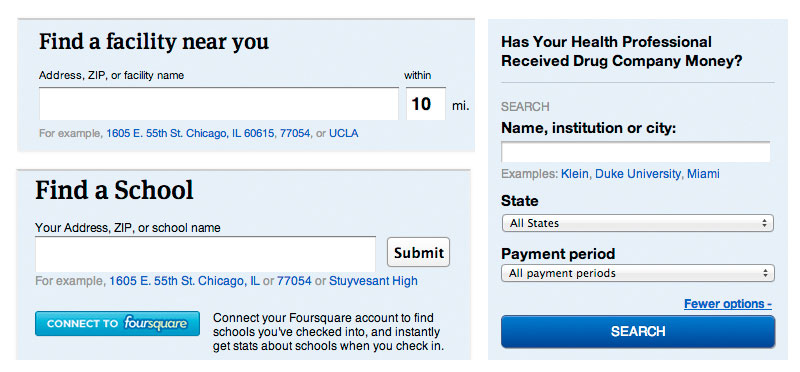 Find a facility near you
Address, ZIP, or facility name within
10 mi.
For example, 1605 E. 55th St. Chicago, IL 60615, 77054, or UCLA
Find a School
Your Address, ZIP, or school name
Submit
For example, 1605 E. 55th St. Chicago, IL or 77054 or Stuyvesant High
CONNECT TO foursquare
Connect your Foursquare account to find
schools you've checked into, and instantly
get stats about schools when you check in.
Has Your Health Professional
Received Drug Company Money?
SEARCH
Name, institution or city:
Examples: Klein, Duke University, Miami
State
All States
Payment period
All payment periods
Fewer options -
SEARCH